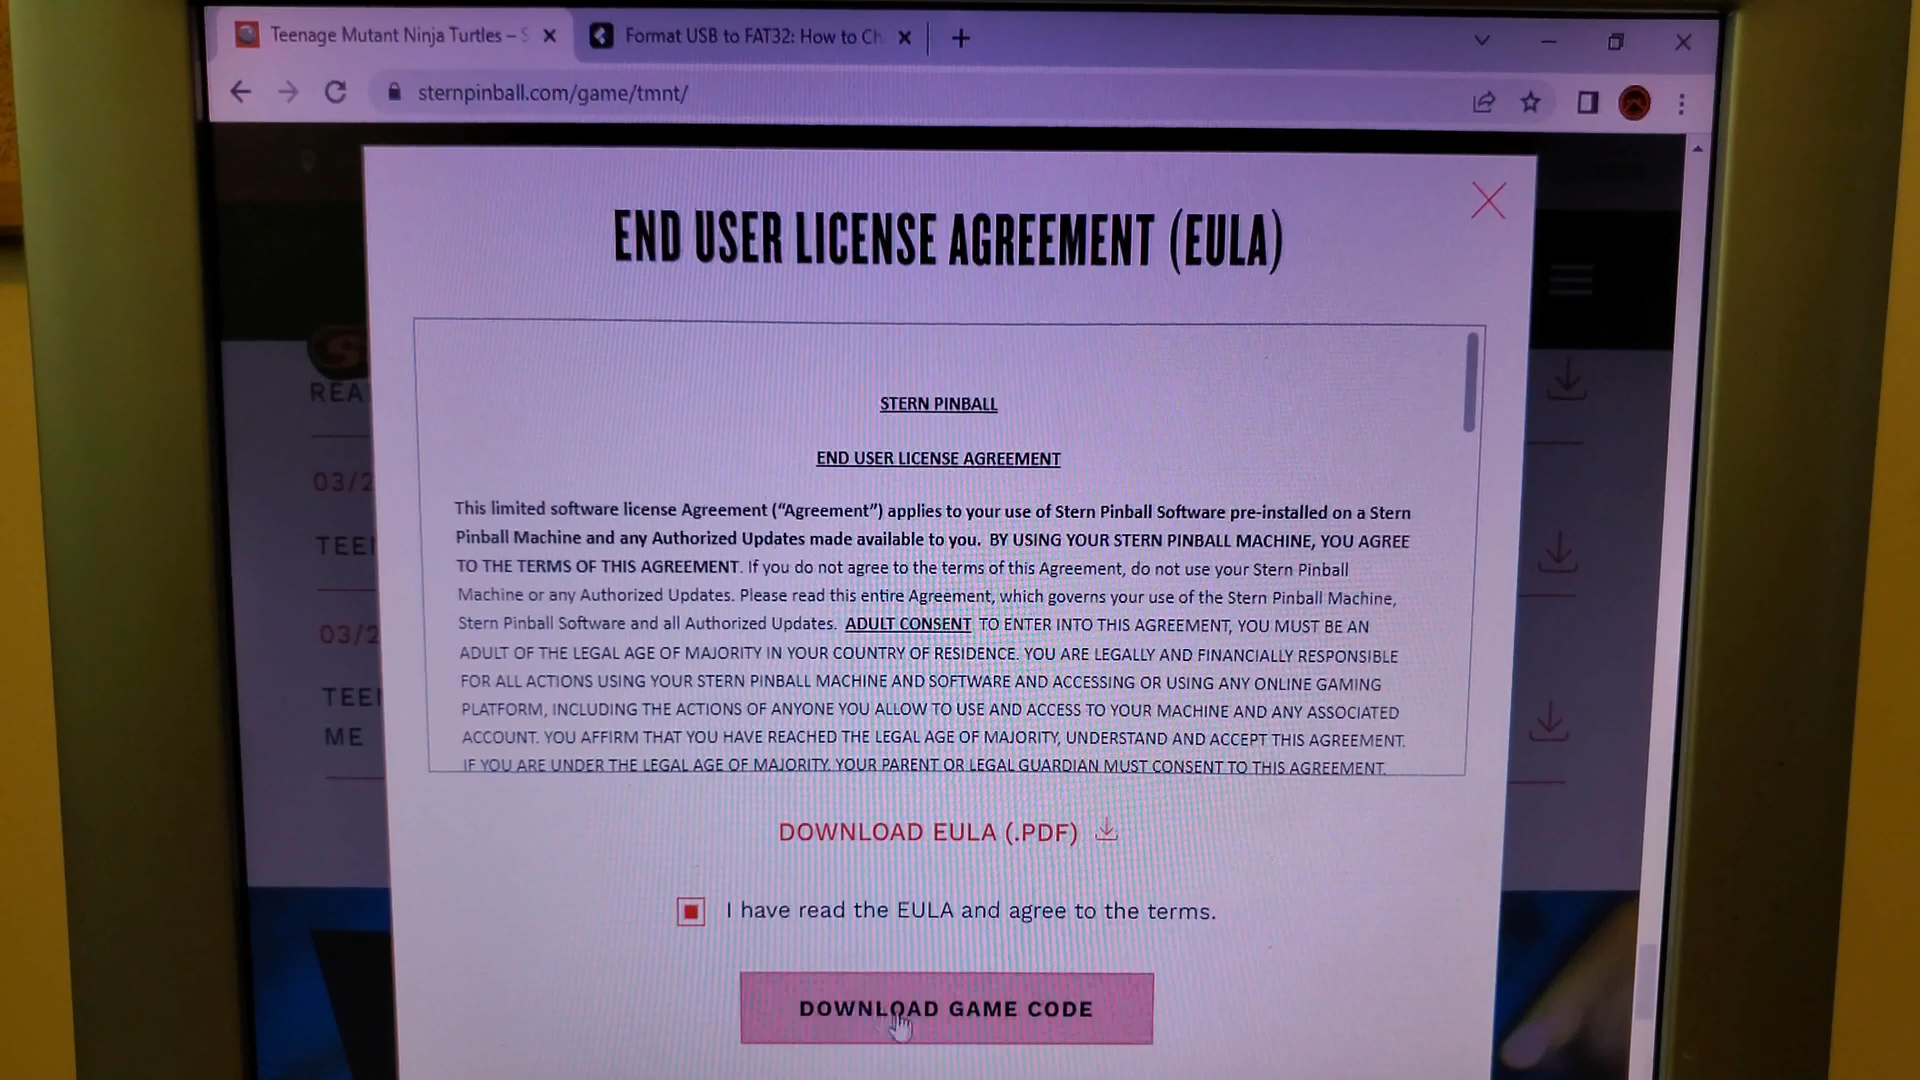 Teenage Mutant Ninja Turtles – S
Format USB to FAT32: How to Ch
sternpinball.com/game/tmnt/
END USER LICENSE AGREEMENT (EULA)
STERN PINBALL
END USER LICENSE AGREEMENT
This limited software license Agreement (“Agreement”) applies to your use of Stern Pinball Software pre-installed on a Stern
Pinball Machine and any Authorized Updates made available to you. BY USING YOUR STERN PINBALL MACHINE, YOU AGREE
TO THE TERMS OF THIS AGREEMENT. If you do not agree to the terms of this Agreement, do not use your Stern Pinball
Machine or any Authorized Updates. Please read this entire Agreement, which governs your use of the Stern Pinball Machine,
Stern Pinball Software and all Authorized Updates. ADULT CONSENT TO ENTER INTO THIS AGREEMENT, YOU MUST BE AN
ADULT OF THE LEGAL AGE OF MAJORITY IN YOUR COUNTRY OF RESIDENCE. YOU ARE LEGALLY AND FINANCIALLY RESPONSIBLE
FOR ALL ACTIONS USING YOUR STERN PINBALL MACHINE AND SOFTWARE AND ACCESSING OR USING ANY ONLINE GAMING
PLATFORM, INCLUDING THE ACTIONS OF ANYONE YOU ALLOW TO USE AND ACCESS TO YOUR MACHINE AND ANY ASSOCIATED
ACCOUNT. YOU AFFIRM THAT YOU HAVE REACHED THE LEGAL AGE OF MAJORITY, UNDERSTAND AND ACCEPT THIS AGREEMENT.
IF YOU ARE UNDER THE LEGAL AGE OF MAJORITY, YOUR PARENT OR LEGAL GUARDIAN MUST CONSENT TO THIS AGREEMENT.
REA
03/2
TEE
03/2
TEE
ME
DOWNLOAD EULA (.PDF)
I have read the EULA and agree to the terms.
DOWNLOAD GAME CODE